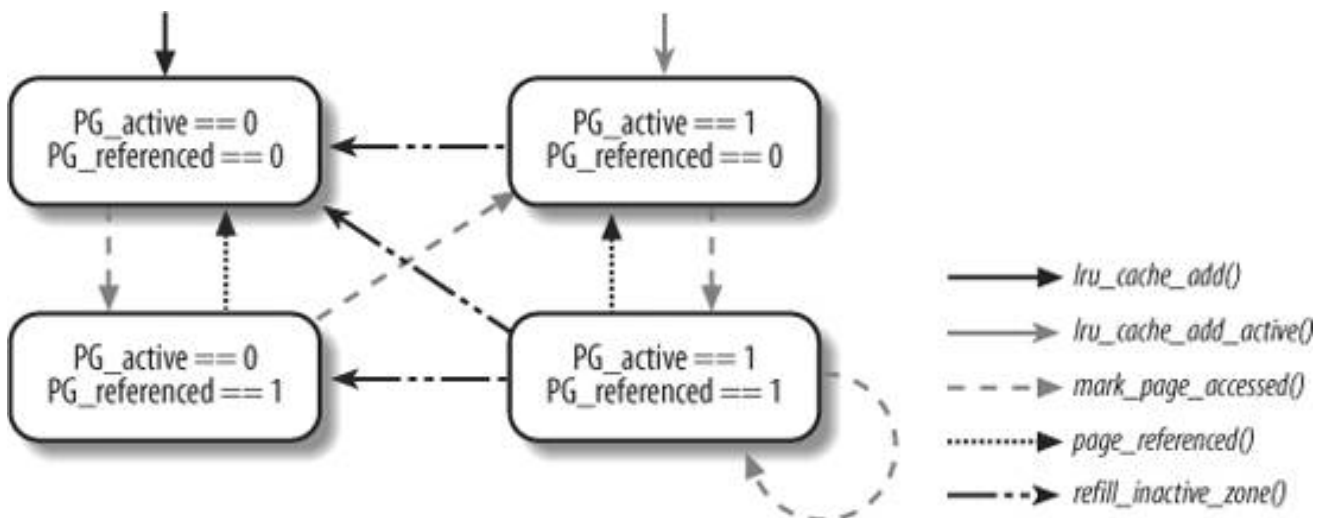 PG_active == 0
PG_referenced == 0
PG_active == 1
PG_referenced == 0
PG_active == 0
PG_referenced == 1
PG_active == 1
PG_referenced == 1
lru_cache_add()
lru_cache_add_active()
mark_page_accessed()
page_referenced()
refill_inactive_zone()